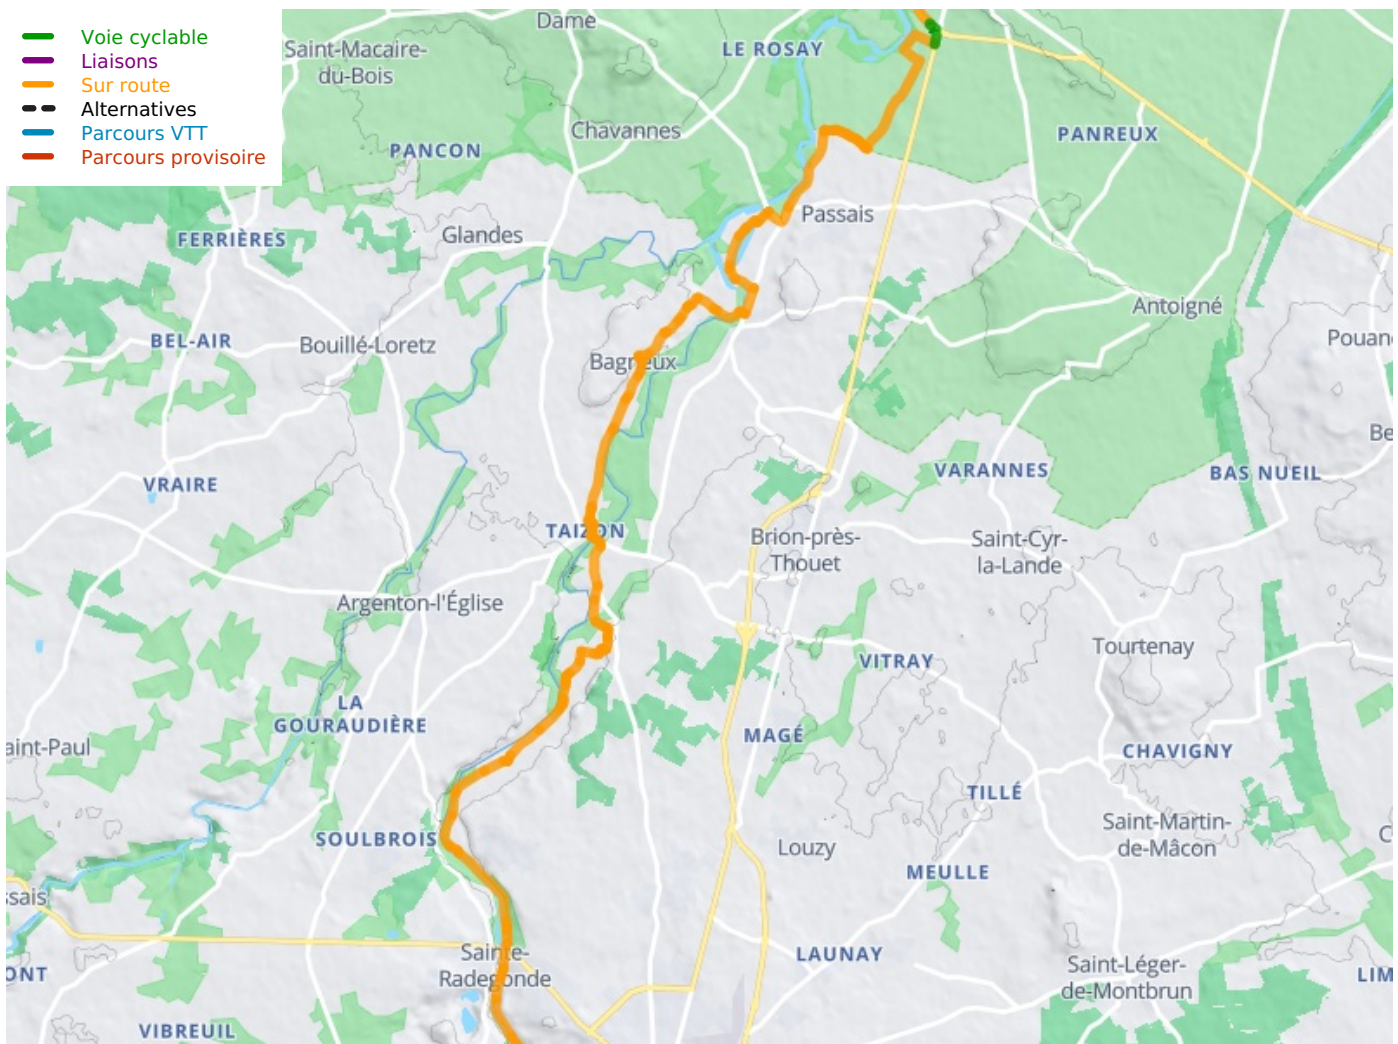 Voie cyclable
Liaisons
Sur route
Alternatives
Parcours VTT
Parcours provisoire
Dame
Saint-Macaire-
du-Bois
LE ROSAY
Chavannes
PANREUX
PANCON
Passais
Glandes
FERRIÈRES
Antoigné
BEL-AIR
Bouillé-Loretz
Pouan
Bagneux
Be
VRAIRE
VARANNES
BAS NUEIL
TAIZON
Brion-près-
Thouet
Saint-Cyr-
la-Lande
Argenton-l'Église
Tourtenay
VITRAY
LA
GOURAUDIÈRE
aint-Paul
MAGÉ
CHAVIGNY
TILLÉ
SOULBROIS
Louzy
Saint-Martin-
de-Mâcon
C
MEULLE
ssais
Sainte-
Radegonde
LAUNAY
ONT
Saint-Léger-
de-Montbrun
LIM
VIBREUIL